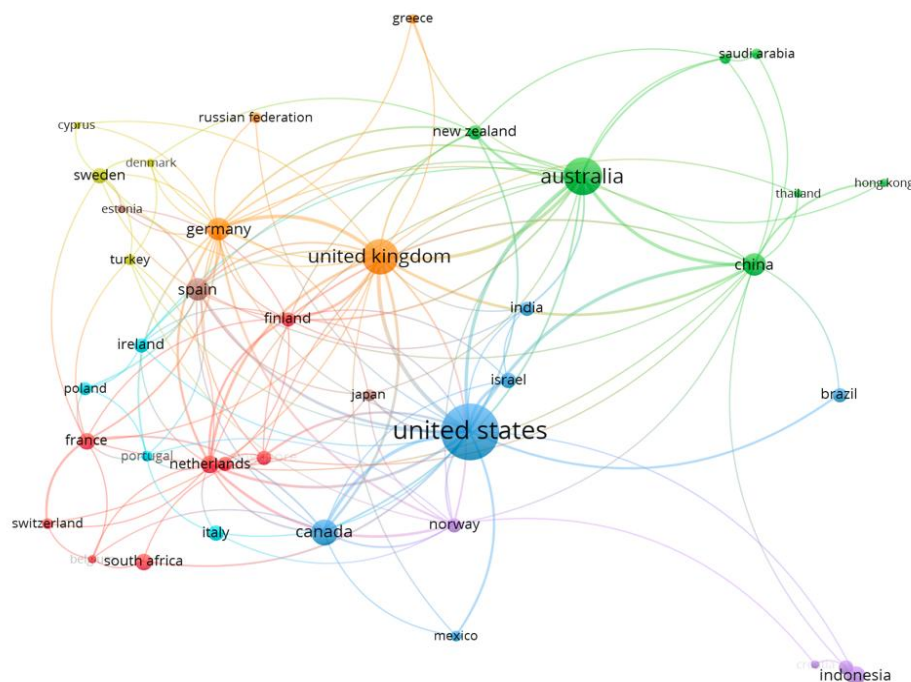 greece
saudi arabia
russian federation
cyprus
new zealand
denmark
sweden
australia
hong kong
thailand
estonia
germany
united kingdom
turkey
china
spain
india
finland
ireland
israel
poland
japan
brazil
united states
france
portugal
netherlands
switzerland
italy
canada
norway
south africa
mexico
indonesia